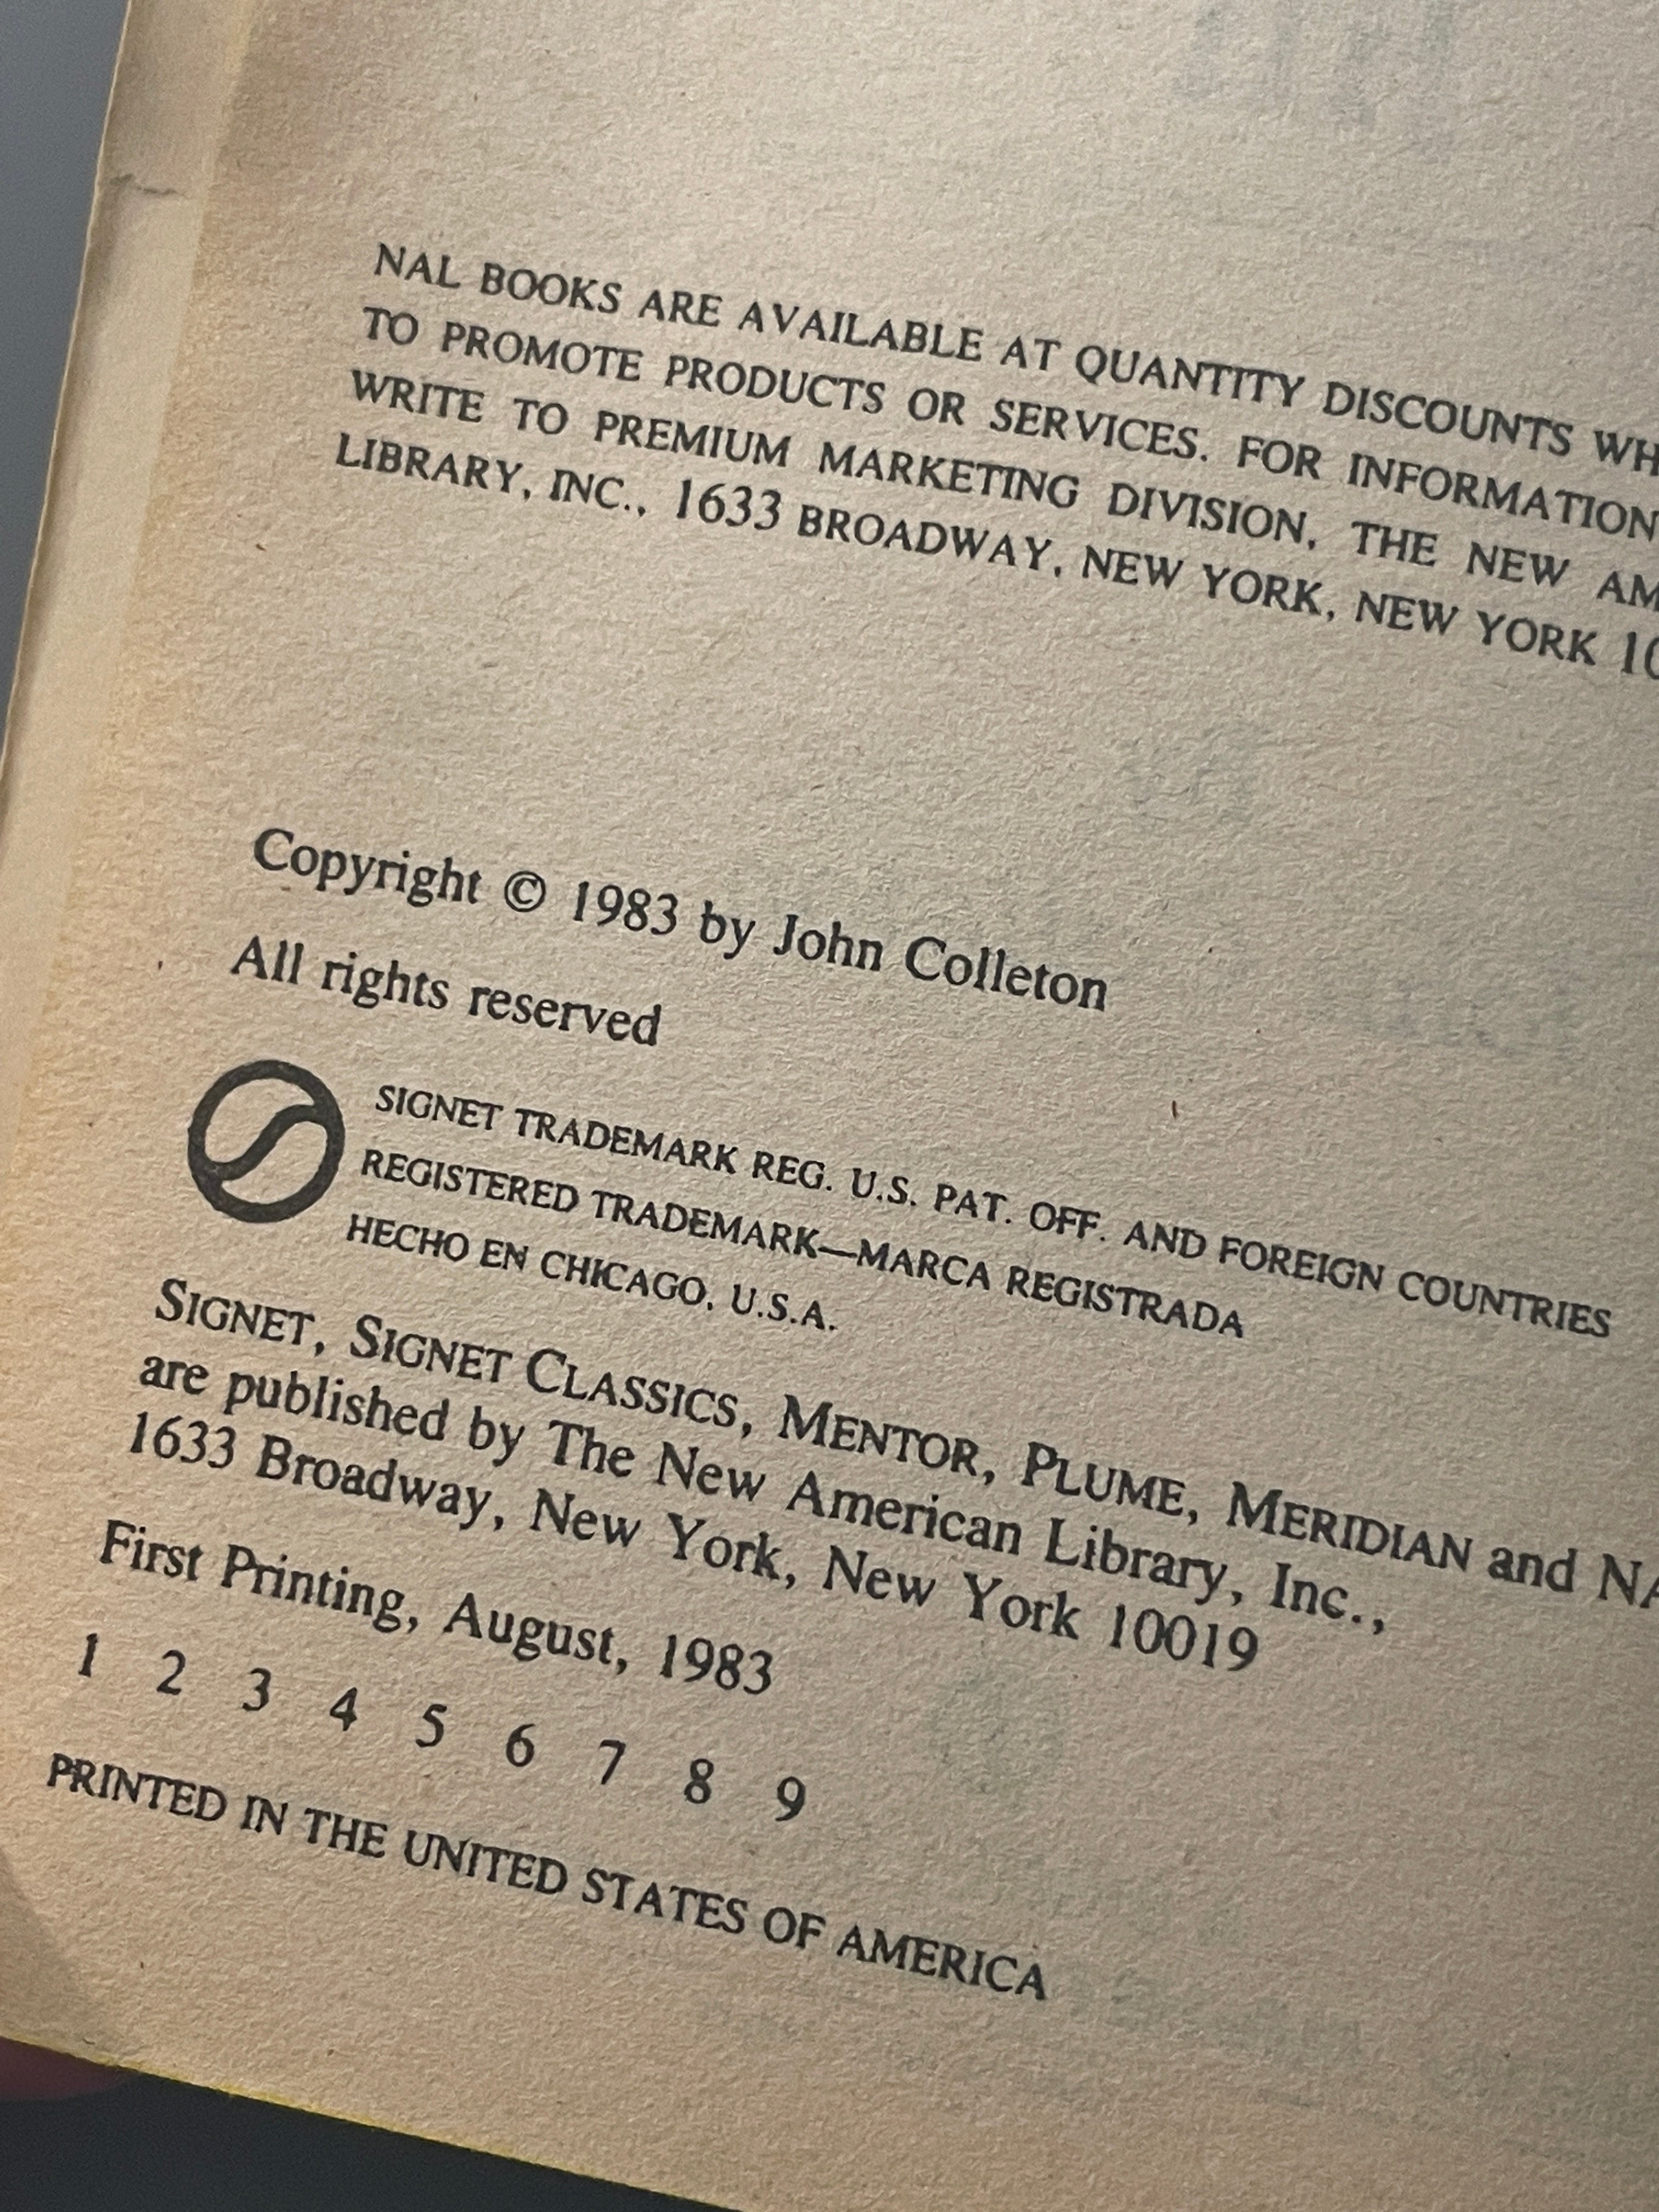 NAL BOOKS ARE AVAILABLE AT QUANTITY DISCOUNTS
TO PROMOTE PRODUCTS OR SERVICES. FOR INFORMATION
WRITE TO PREMIUM MARKETING DIVISION, THE NEW
LIBRARY, INC., 1633 BROADWAY, NEW YORK, NEW YORK
Copyright © 1983 by John Colleton
All rights reserved
SIGNET TRADEMARK REG. U.S. PAT. OFF. AND FOREIGN COUNTRIES
REGISTERED TRADEMARK—MARCA REGISTRADA
HECHO EN CHICAGO, U.S.A.
SIGNET, SIGNET CLASSICS, MENTOR, PLUME, MERIDIAN and
are published by The New American Library, Inc.,
1633 Broadway, New York, New York 10019
First Printing, August, 1983
1 2 3 4 5 6 7 8 9
PRINTED IN THE UNITED STATES OF AMERICA